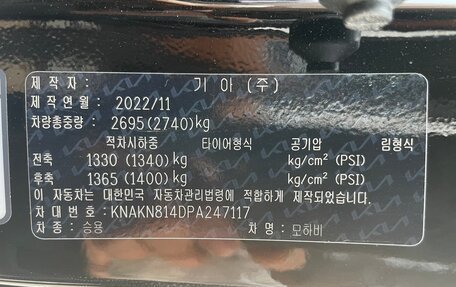 제 작 자 : 기 아 (주)
제 작 연 월 : 2022/11
차량총중량 : 2695(2740)kg
적차시하중 타이어형식 공기압 림형식
전축 1330 (1340)kg kg/cm² (PSI)
후축 1365 (1400)kg kg/cm² (PSI)
이 자동차는 대한민국 자동차관리법령에 적합하게 제작되었습니다.
차 대 번 호 : KNAKN814DPA247117
차 종 : 승용 차 명 : 모하비